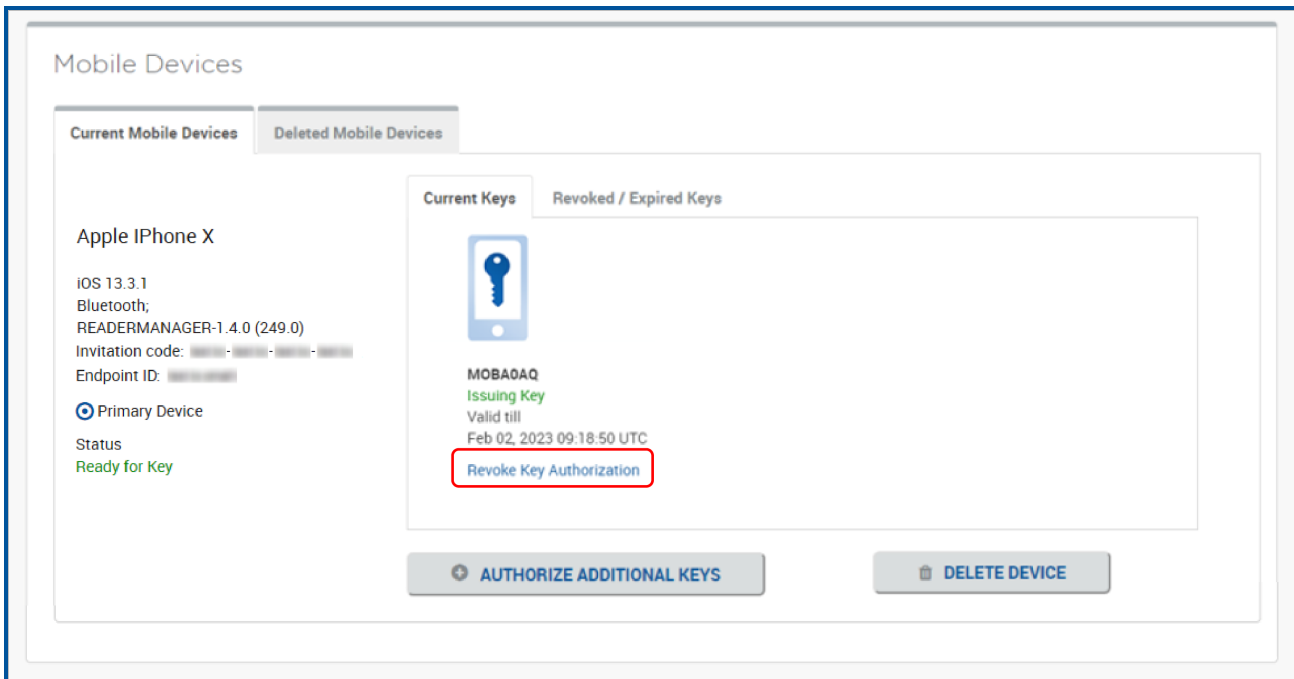 Mobile Devices
Current Mobile Devices
Deleted Mobile Devices
Current Keys
Revoked / Expired Keys
Apple IPhone X
iOS 13.3.1
Bluetooth;
READERMANAGER-1.4.0 (249.0)
Invitation code:
Endpoint ID:
Primary Device
Status
Ready for Key
MOBA0AQ
Issuing Key
Valid till
Feb 02, 2023 09:18:50 UTC
Revoke Key Authorization
AUTHORIZE ADDITIONAL KEYS
DELETE DEVICE